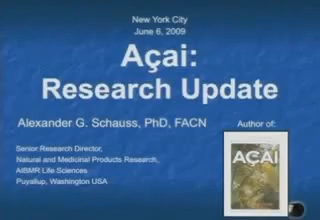 New York City
June 6, 2009
Açai:
Research Update
Alexander G. Schauss, PhD, FACN
Author of:
Senior Research Director,
Natural and Medicinal Products Research,
AIBMR Life Sciences
Puyallup, Washington USA
AÇAI